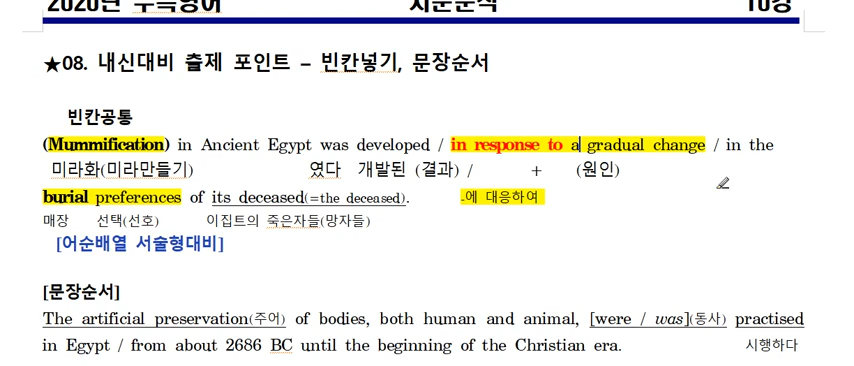 2020년 수특영어 지문분석 10강
★08. 내신대비 출제 포인트 – 빈칸넣기, 문장순서
빈칸공통
(Mummification) in Ancient Egypt was developed / in response to a gradual change / in the
미라화(미라만들기) 였다 개발된 (결과) / + (원인)
burial preferences of its deceased(=the deceased). -에 대응하여
매장 선택(선호) 이집트의 죽은자들(망자들)
[어순배열 서술형대비]
[문장순서]
The artificial preservation(주어) of bodies, both human and animal, [were / was](동사) practised
in Egypt / from about 2686 BC until the beginning of the Christian era. 시행하다